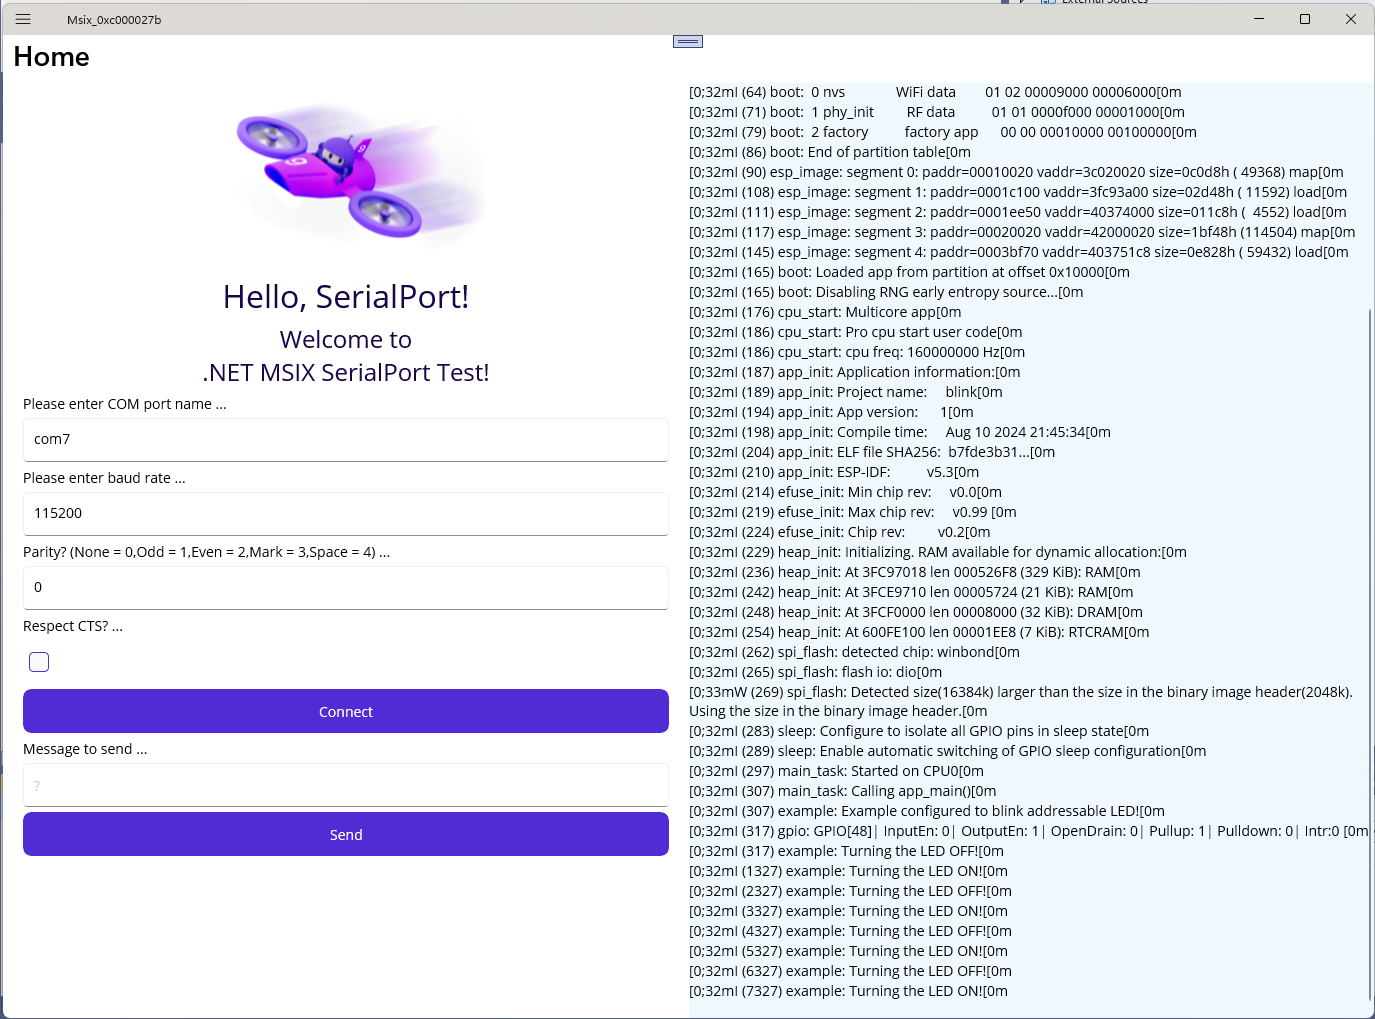 Msix_0xc000027b
Home
Hello, SerialPort!
Welcome to
.NET MSIX SerialPort Test!
Please enter COM port name ...
com7
Please enter baud rate ...
115200
Parity? (None = 0,Odd = 1,Even = 2,Mark = 3,Space = 4) ...
0
Respect CTS? ...
Connect
Message to send ...
?
Send
[0;32mI (64) boot:  0 nvs              WiFi data        01 02 00009000 00006000[0m
[0;32mI (71) boot:  1 phy_init         RF data          01 01 0000f000 00001000[0m
[0;32mI (79) boot:  2 factory          factory app      00 00 00010000 00100000[0m
[0;32mI (86) boot: End of partition table[0m
[0;32mI (90) esp_image: segment 0: paddr=00010020 vaddr=3c020020 size=0c0d8h ( 49368) map[0m
[0;32mI (108) esp_image: segment 1: paddr=0001c100 vaddr=3fc93a00 size=02d48h ( 11592) load[0m
[0;32mI (111) esp_image: segment 2: paddr=0001ee50 vaddr=40374000 size=011c8h (  4552) load[0m
[0;32mI (117) esp_image: segment 3: paddr=00020020 vaddr=42000020 size=1bf48h (114504) map[0m
[0;32mI (145) esp_image: segment 4: paddr=0003bf70 vaddr=403751c8 size=0e828h ( 59432) load[0m
[0;32mI (165) boot: Loaded app from partition at offset 0x10000[0m
[0;32mI (165) boot: Disabling RNG early entropy source...[0m
[0;32mI (176) cpu_start: Multicore app[0m
[0;32mI (186) cpu_start: Pro cpu start user code[0m
[0;32mI (186) cpu_start: cpu freq: 160000000 Hz[0m
[0;32mI (187) app_init: Application information:[0m
[0;32mI (189) app_init: Project name:     blink[0m
[0;32mI (194) app_init: App version:      1[0m
[0;32mI (198) app_init: Compile time:     Aug 10 2024 21:45:34[0m
[0;32mI (204) app_init: ELF file SHA256:  b7fde3b31...[0m
[0;32mI (210) app_init: ESP-IDF:          v5.3[0m
[0;32mI (214) efuse_init: Min chip rev:     v0.0[0m
[0;32mI (219) efuse_init: Max chip rev:     v0.99 [0m
[0;32mI (224) efuse_init: Chip rev:         v0.2[0m
[0;32mI (229) heap_init: Initializing. RAM available for dynamic allocation:[0m
[0;32mI (236) heap_init: At 3FC97018 len 000526F8 (329 KiB): RAM[0m
[0;32mI (242) heap_init: At 3FCE9710 len 00005724 (21 KiB): RAM[0m
[0;32mI (248) heap_init: At 3FCF0000 len 00008000 (32 KiB): DRAM[0m
[0;32mI (254) heap_init: At 600FE100 len 00001EE8 (7 KiB): RTCRAM[0m
[0;32mI (262) spi_flash: detected chip: winbond[0m
[0;32mI (265) spi_flash: flash io: dio[0m
[0;33mW (269) spi_flash: Detected size(16384k) larger than the size in the binary image header(2048k).
Using the size in the binary image header.[0m
[0;32mI (283) sleep: Configure to isolate all GPIO pins in sleep state[0m
[0;32mI (289) sleep: Enable automatic switching of GPIO sleep configuration[0m
[0;32mI (297) main_task: Started on CPU0[0m
[0;32mI (307) main_task: Calling app_main()[0m
[0;32mI (307) example: Example configured to blink addressable LED![0m
[0;32mI (317) gpio: GPIO[48]| InputEn: 0| OutputEn: 1| OpenDrain: 0| Pullup: 1| Pulldown: 0| Intr:0 [0m
[0;32mI (317) example: Turning the LED OFF![0m
[0;32mI (1327) example: Turning the LED ON![0m
[0;32mI (2327) example: Turning the LED OFF![0m
[0;32mI (3327) example: Turning the LED ON![0m
[0;32mI (4327) example: Turning the LED OFF![0m
[0;32mI (5327) example: Turning the LED ON![0m
[0;32mI (6327) example: Turning the LED OFF![0m
[0;32mI (7327) example: Turning the LED ON![0m